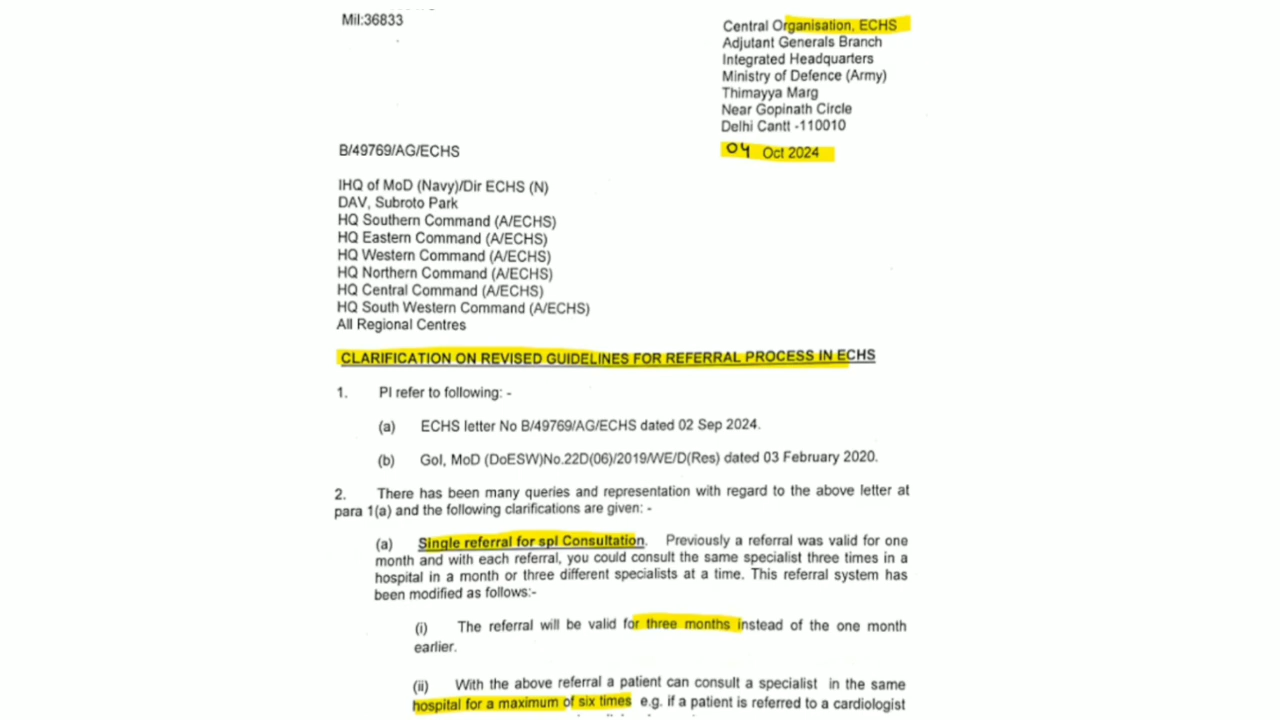 Mil:36833
Central Organisation, ECHS
Adjutant Generals Branch
Integrated Headquarters
Ministry of Defence (Army)
Thimayya Marg
Near Gopinath Circle
Delhi Cantt -110010
B/49769/AG/ECHS
04 Oct 2024
IHQ of MoD (Navy)/Dir ECHS (N)
DAV, Subroto Park
HQ Southern Command (A/ECHS)
HQ Eastern Command (A/ECHS)
HQ Western Command (A/ECHS)
HQ Northern Command (A/ECHS)
HQ Central Command (A/ECHS)
HQ South Western Command (A/ECHS)
All Regional Centres
CLARIFICATION ON REVISED GUIDELINES FOR REFERRAL PROCESS IN ECHS
1. Pl refer to following: -
(a) ECHS letter No B/49769/AG/ECHS dated 02 Sep 2024.
(b) GoI, MoD (DoESW)No.22D(06)/2019/WE/D(Res) dated 03 February 2020.
2. There has been many queries and representation with regard to the above letter at
para 1(a) and the following clarifications are given: -
(a) Single referral for spl Consultation. Previously a referral was valid for one
month and with each referral, you could consult the same specialist three times in a
hospital in a month or three different specialists at a time. This referral system has
been modified as follows:-
(i) The referral will be valid for three months instead of the one month
earlier.
(ii) With the above referral a patient can consult a specialist in the same
hospital for a maximum of six times e.g. if a patient is referred to a cardiologist